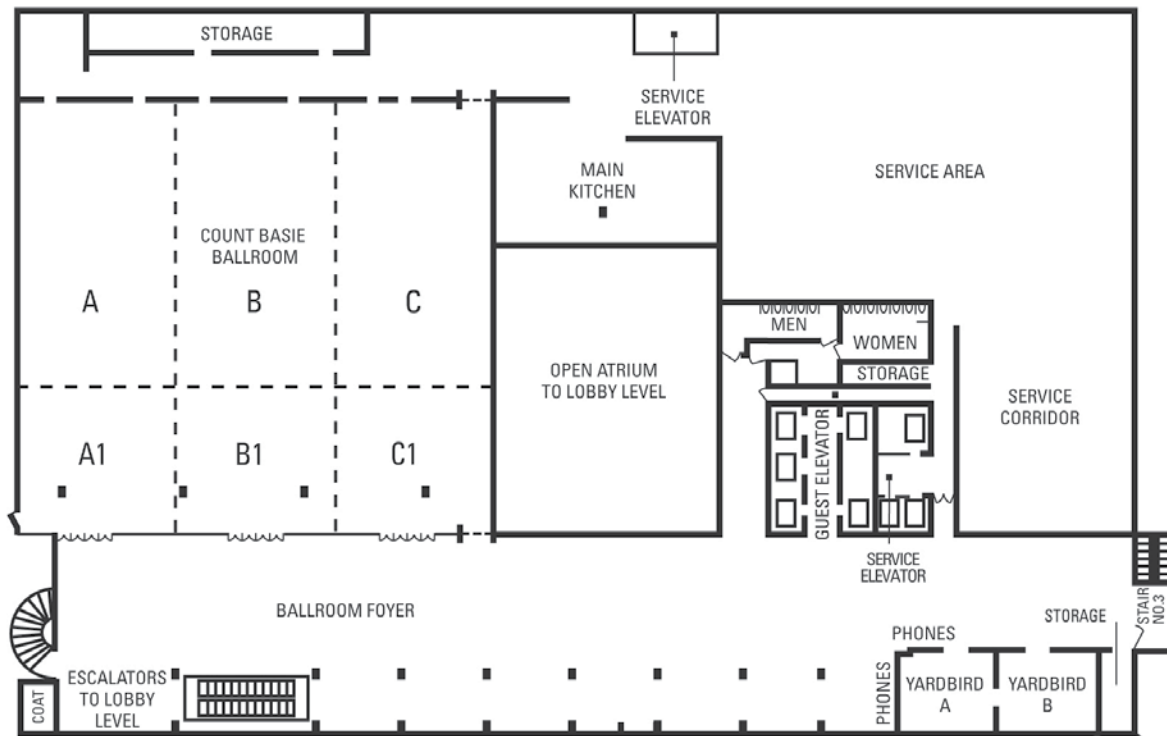 STORAGE
SERVICE
ELEVATOR
SERVICE AREA
MAIN
KITCHEN
COUNT BASIE
BALLROOM
A
B
C
MEN
WOMEN
OPEN ATRIUM
TO LOBBY LEVEL
STORAGE
SERVICE
CORRIDOR
A1
B1
C1
GUEST ELEVATOR
SERVICE
ELEVATOR
BALLROOM FOYER
STORAGE
STAIR
NO.3
PHONES
ESCALATORS
TO LOBBY
LEVEL
COAT
PHONES
YARDBIRD
A
YARDBIRD
B